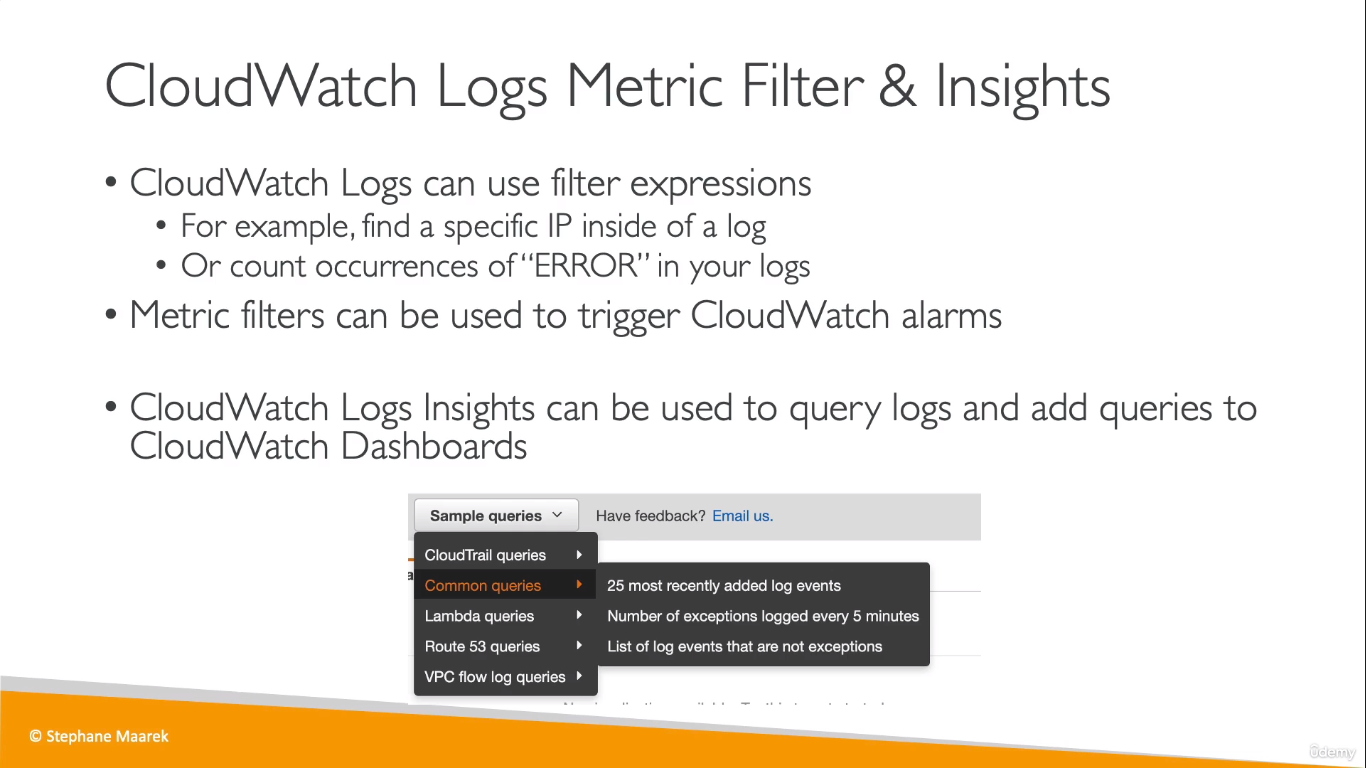 CloudWatch Logs Metric Filter & Insights
• CloudWatch Logs can use filter expressions
• For example, find a specific IP inside of a log
• Or count occurrences of “ERROR” in your logs
• Metric filters can be used to trigger CloudWatch alarms
• CloudWatch Logs Insights can be used to query logs and add queries to
CloudWatch Dashboards
Sample queries
Have feedback? Email us.
CloudTrail queries
Common queries
25 most recently added log events
Number of exceptions logged every 5 minutes
List of log events that are not exceptions
Lambda queries
Route 53 queries
VPC flow log queries
© Stephane Maarek
ûdemy